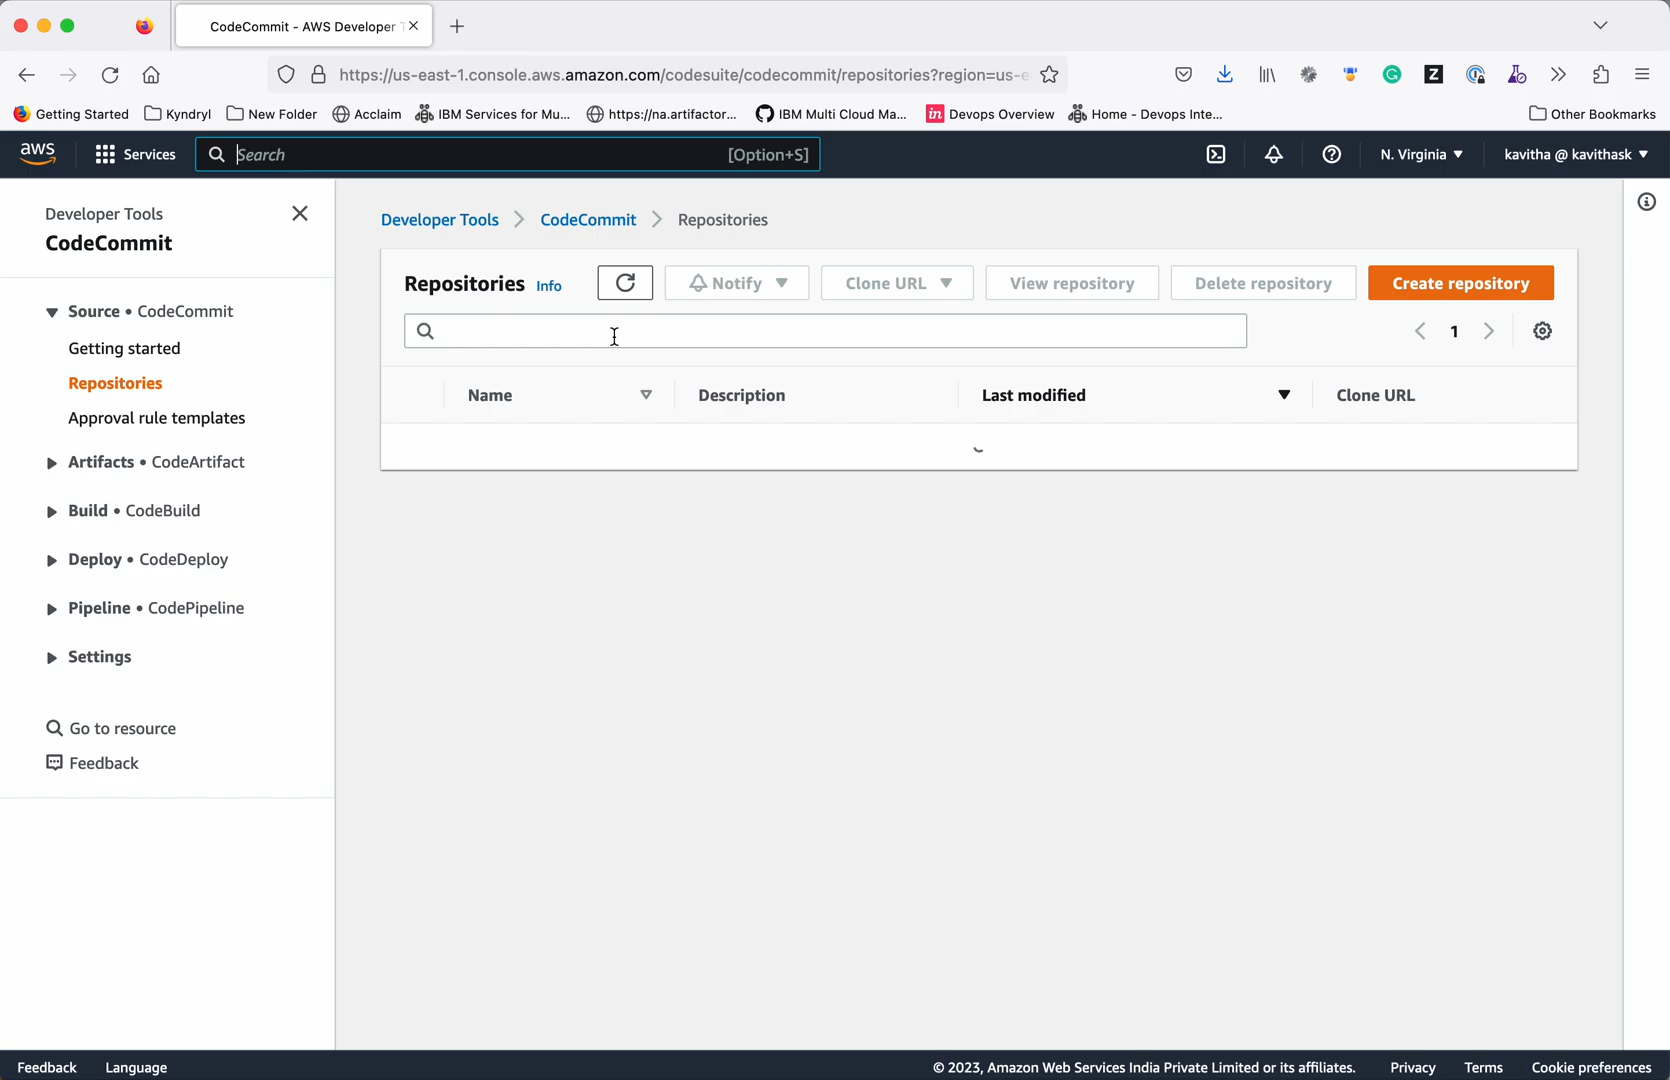 CodeCommit - AWS Developer T
https://us-east-1.console.aws.amazon.com/codesuite/codecommit/repositories?region=us-e
Getting Started
Kyndryl
New Folder
Acclaim
IBM Services for Mu...
https://na.artifactor...
IBM Multi Cloud Ma...
in Devops Overview
Home - Devops Inte...
Other Bookmarks
aws
Services
Search
[Option+S]
N. Virginia
kavitha @ kavithask
Developer Tools
CodeCommit
Source • CodeCommit
Getting started
Repositories
Approval rule templates
Artifacts • CodeArtifact
Build • CodeBuild
Deploy • CodeDeploy
Pipeline • CodePipeline
Settings
Go to resource
Feedback
Developer Tools > CodeCommit > Repositories
Repositories Info
Notify
Clone URL
View repository
Delete repository
Create repository
1
Name
Description
Last modified
Clone URL
Feedback
Language
© 2023, Amazon Web Services India Private Limited or its affiliates.
Privacy
Terms
Cookie preferences